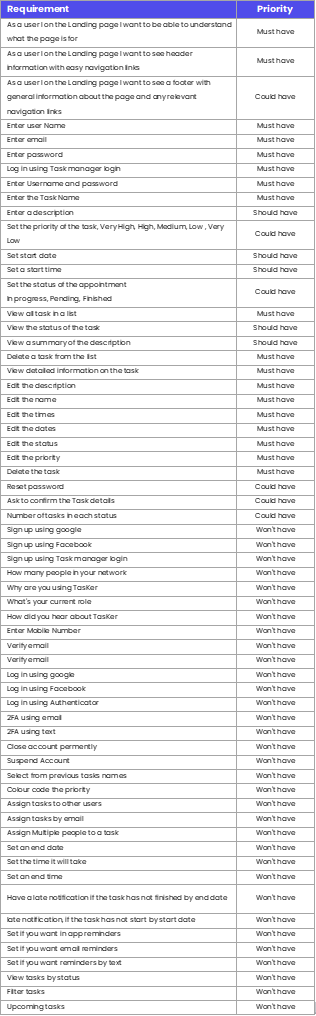 Requirement Priority
As a user I on the Landing page I want to be able to understand
what the page is for Must have
As a user I on the Landing page I want to see header
information with easy navigation links Must have
As a user I on the Landing page I want to see a footer with
general information about the page and any relevant
navigation links Could have
Enter user Name Must have
Enter email Must have
Enter password Must have
Log in using Task manager login Must have
Enter Username and password Must have
Enter the Task Name Must have
Enter a description Should have
Set the priority of the task, Very High, High, Medium, Low , Very
Low Could have
Set start date Should have
Set a start time Should have
Set the status of the appointment
In progress, Pending, Finished Could have
View all task in a list Must have
View the status of the task Should have
View a summary of the description Should have
Delete a task from the list Must have
View detailed information on the task Must have
Edit the description Must have
Edit the name Must have
Edit the times Must have
Edit the dates Must have
Edit the status Must have
Edit the priority Must have
Delete the task Must have
Reset password Could have
Ask to confirm the Task details Could have
Number of tasks in each status Could have
Sign up using google Won't have
Sign up using Facebook Won't have
Sign up using Task manager login Won't have
How many people in your network Won't have
Why are you using TasKer Won't have
What's your current role Won't have
How did you hear about TasKer Won't have
Enter Mobile Number Won't have
Verify email Won't have
Verify email Won't have
Log in using google Won't have
Log in using Facebook Won't have
Log in using Authenticator Won't have
2FA using email Won't have
2FA using text Won't have
Close account permently Won't have
Suspend Account Won't have
Select from previous tasks names Won't have
Colour code the priority Won't have
Assign tasks to other users Won't have
Assign tasks by email Won't have
Assign Multiple people to a task Won't have
Set an end date Won't have
Set the time it will take Won't have
Set an end time Won't have
Have a late notification if the task has not finished by end date Won't have
late notification, if the task has not start by start date Won't have
Set if you want in app reminders Won't have
Set if you want email reminders Won't have
Set if you want reminders by text Won't have
View tasks by status Won't have
Filter tasks Won't have
Upcoming tasks Won't have